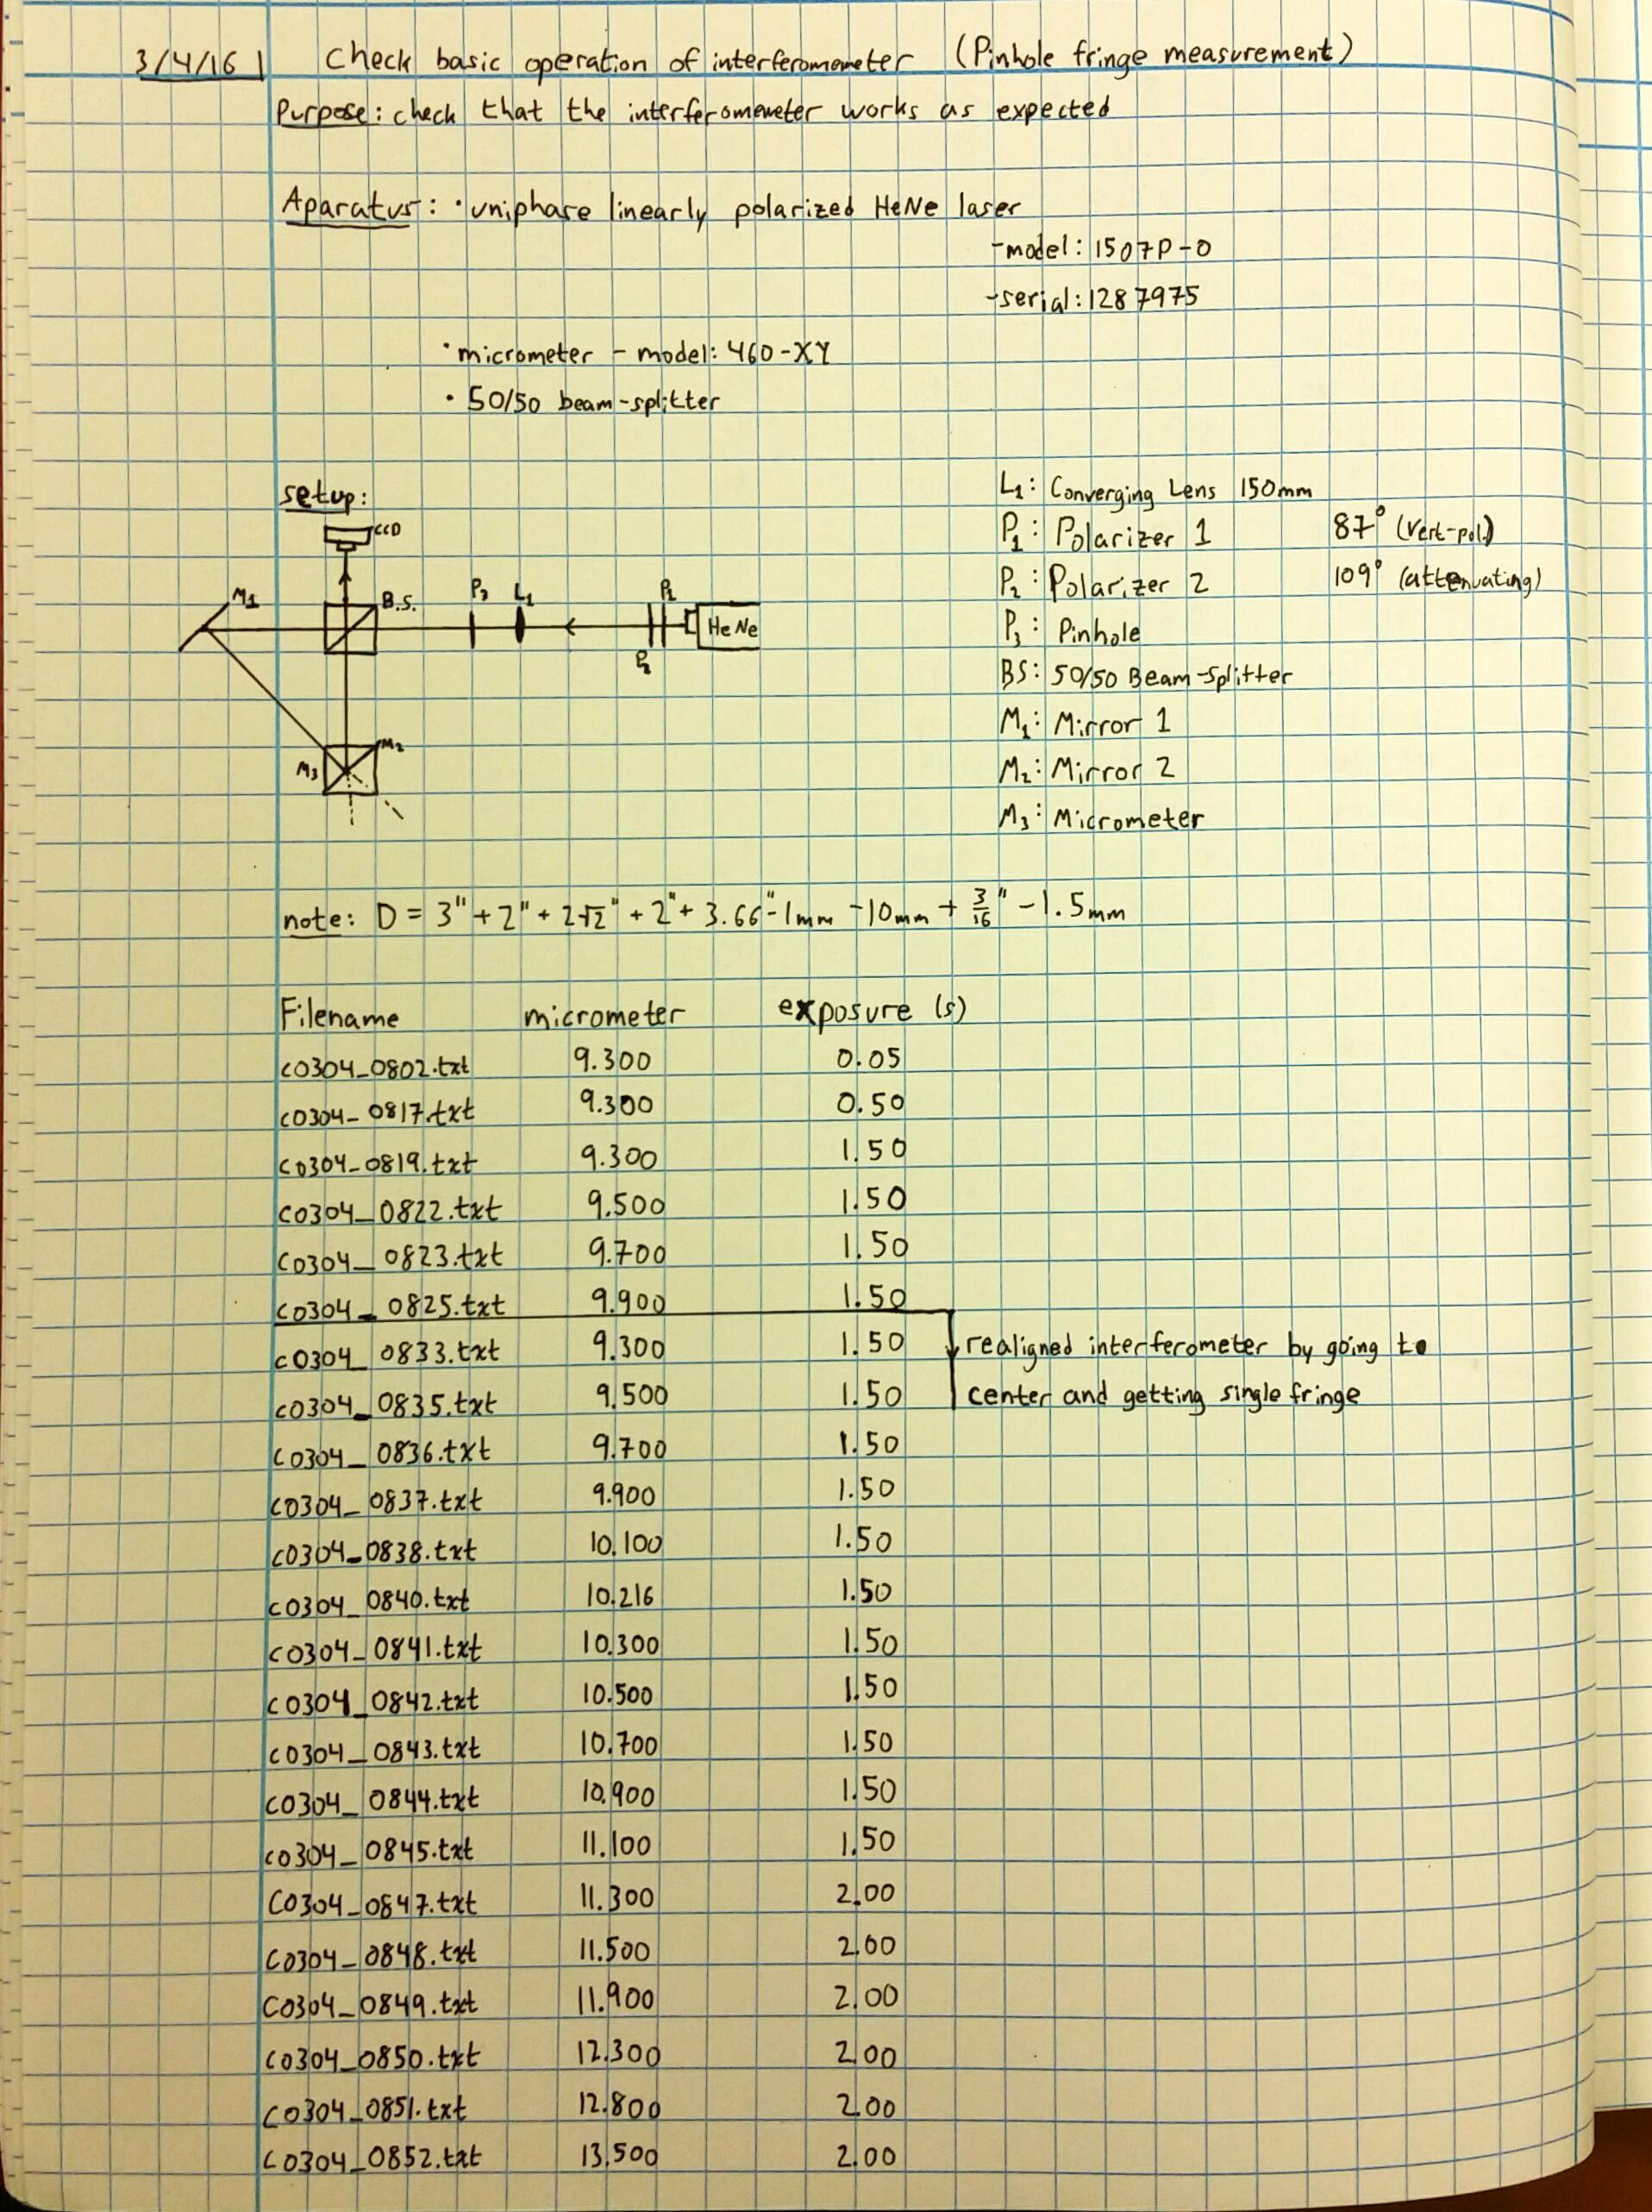 3/4/16 | Check basic operation of interferomemeter (Pinhole fringe measurement)
Purpose: check that the interferomemeter works as expected
Aparatus: • uniphase linearly polarized HeNe laser
-model: 1507P-0
-serial: 1287975
• micrometer - model: 460-XY
• 50/50 beam-splitter
setup:
L1: Converging Lens 150mm
P1: Polarizer 1 87° (Vert-pol.)
P2: Polarizer 2 109° (attenuating)
P3: Pinhole
BS: 50/50 Beam-splitter
M1: Mirror 1
M2: Mirror 2
M3: Micrometer
CCD
M1 B.S. P3 L1 P1
HeNe
P2
M3 M2
note: D = 3" + 2" + 2√2" + 2" + 3.66" - 1mm - 10mm + 3/16" - 1.5mm
Filename micrometer exposure (s)
c0304_0802.txt 9.300 0.05
c0304_0817.txt 9.300 0.50
c0304_0819.txt 9.300 1.50
c0304_0822.txt 9.500 1.50
c0304_0823.txt 9.700 1.50
c0304_0825.txt 9.900 1.50
c0304_0833.txt 9.300 1.50 realigned interferometer by going to
c0304_0835.txt 9.500 1.50 center and getting single fringe
c0304_0836.txt 9.700 1.50
c0304_0837.txt 9.900 1.50
c0304_0838.txt 10.100 1.50
c0304_0840.txt 10.216 1.50
c0304_0841.txt 10.300 1.50
c0304_0842.txt 10.500 1.50
c0304_0843.txt 10.700 1.50
c0304_0844.txt 10.900 1.50
c0304_0845.txt 11.100 1.50
c0304_0847.txt 11.300 2.00
c0304_0848.txt 11.500 2.00
c0304_0849.txt 11.900 2.00
c0304_0850.txt 12.300 2.00
c0304_0851.txt 12.800 2.00
c0304_0852.txt 13.500 2.00